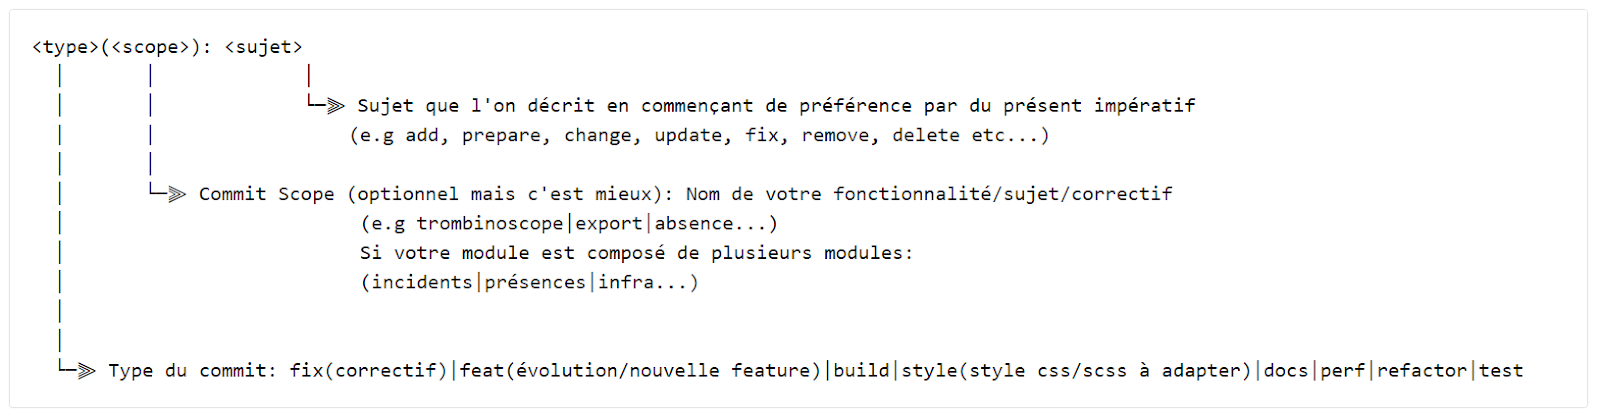 <type>(<scope>): <sujet>
Sujet que l'on décrit en commençant de préférence par du présent impératif
(e.g add, prepare, change, update, fix, remove, delete etc...)
Commit Scope (optionnel mais c'est mieux): Nom de votre fonctionnalité/sujet/correctif
(e.g trombinoscope|export|absence...)
Si votre module est composé de plusieurs modules:
(incidents|présences|infra...)
Type du commit: fix(correctif)|feat(évolution/nouvelle feature)|build|style(style css/scss à adapter)|docs|perf|refactor|test